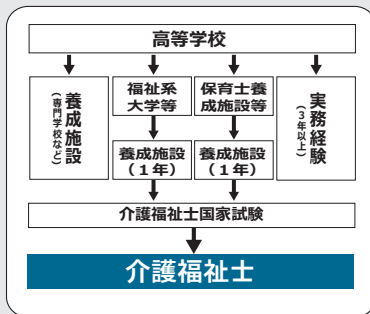 高等学校
養成施設
（専門学校など）
福祉系
大学等
保育士養
成施設等
実務経験
（３年以上）
養成施設
（１年）
養成施設
（１年）
介護福祉士国家試験
介護福祉士